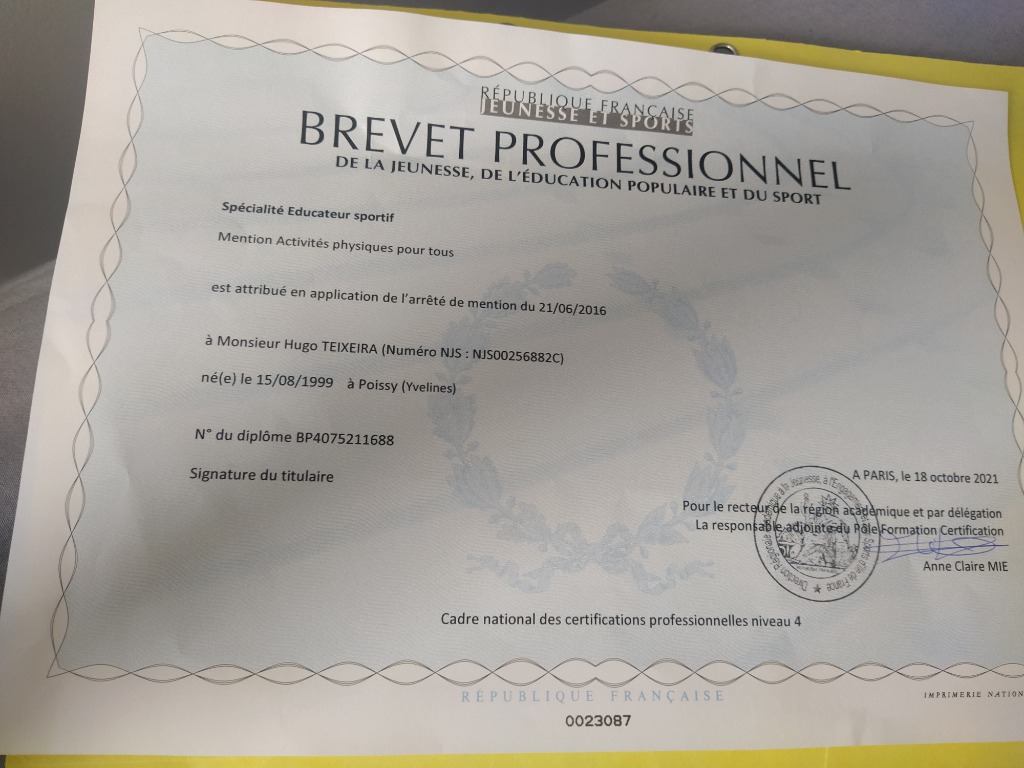 RÉPUBLIQUE FRANÇAISE
JEUNESSE ET SPORTS
BREVET PROFESSIONNEL
DE LA JEUNESSE, DE L'ÉDUCATION POPULAIRE ET DU SPORT
Spécialité Educateur sportif
Mention Activités physiques pour tous
est attribué en application de l'arrêté de mention du 21/06/2016
à Monsieur Hugo TEIXEIRA (Numéro NJS : NJS00256882C)
né(e) le 15/08/1999 à Poissy (Yvelines)
N° du diplôme BP4075211688
Signature du titulaire
A PARIS, le 18 octobre 2021
Pour le recteur de la région académique et par délégation
La responsable adjointe du Pôle Formation Certification
Anne Claire MIE
Cadre national des certifications professionnelles niveau 4
RÉPUBLIQUE FRANÇAISE
IMPRIMERIE NATION
0023087